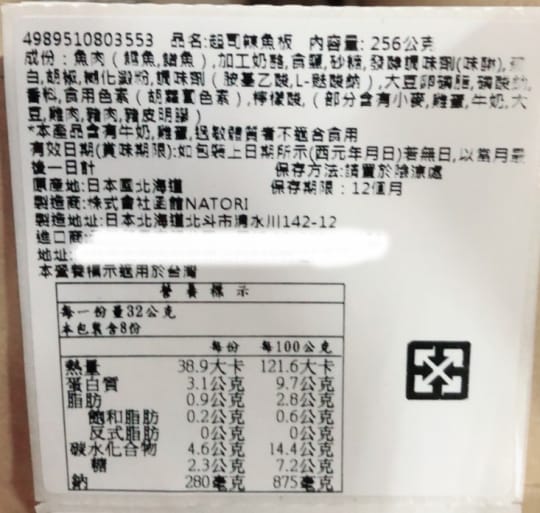 4989510803553 品名:起司鱈魚板 內容量: 256公克
成份:魚肉(鱈魚,鯛魚),加工奶酪,食鹽,砂糖,發酵調味劑(味醂),蛋
白,胡椒,糊化澱粉,調味劑(胺基乙酸,L-麩酸鈉),大豆卵磷脂,磷酸鈉,
香料,食用色素(胡蘿蔔色素),檸檬酸,(部分含有小麥,雞蛋,牛奶,大
豆,雞肉,豬肉,豬皮明膠)
*本產品含有牛奶,雞蛋,過敏體質者不適合食用
有效日期(賞味期限):如包裝上日期所示(西元年月日)若無日,以當月最
後一日計 保存方法:請置於陰涼處
原產地:日本國北海道 保存期限:12個月
製造商:株式會社函館NATORI
製造地址:日本北海道北斗市清水川142-12
進口商:
地址:
本營養標示適用於台灣
營養標示
每一份量32公克
本包裝含8份
每份 每100公克
熱量 38.9大卡 121.6大卡
蛋白質 3.1公克 9.7公克
脂肪 0.9公克 2.8公克
飽和脂肪 0.2公克 0.6公克
反式脂肪 0公克 0公克
碳水化合物 4.6公克 14.4公克
糖 2.3公克 7.2公克
鈉 280毫克 875毫克